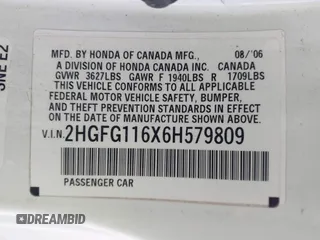 3NE E2
MFD. BY HONDA OF CANADA MFG., 08/'06
A DIVISION OF HONDA CANADA INC. CANADA
GVWR 3627LBS GAWR F 1940LBS R 1709LBS
THIS VEHICLE CONFORMS TO ALL APPLICABLE
FEDERAL MOTOR VEHICLE SAFETY, BUMPER,
AND THEFT PREVENTION STANDARDS IN EFFECT
ON THE DATE OF MANUFACTURE SHOWN ABOVE.
V.I.N. 2HGFG116X6H579809
PASSENGER CAR
DREAMBID